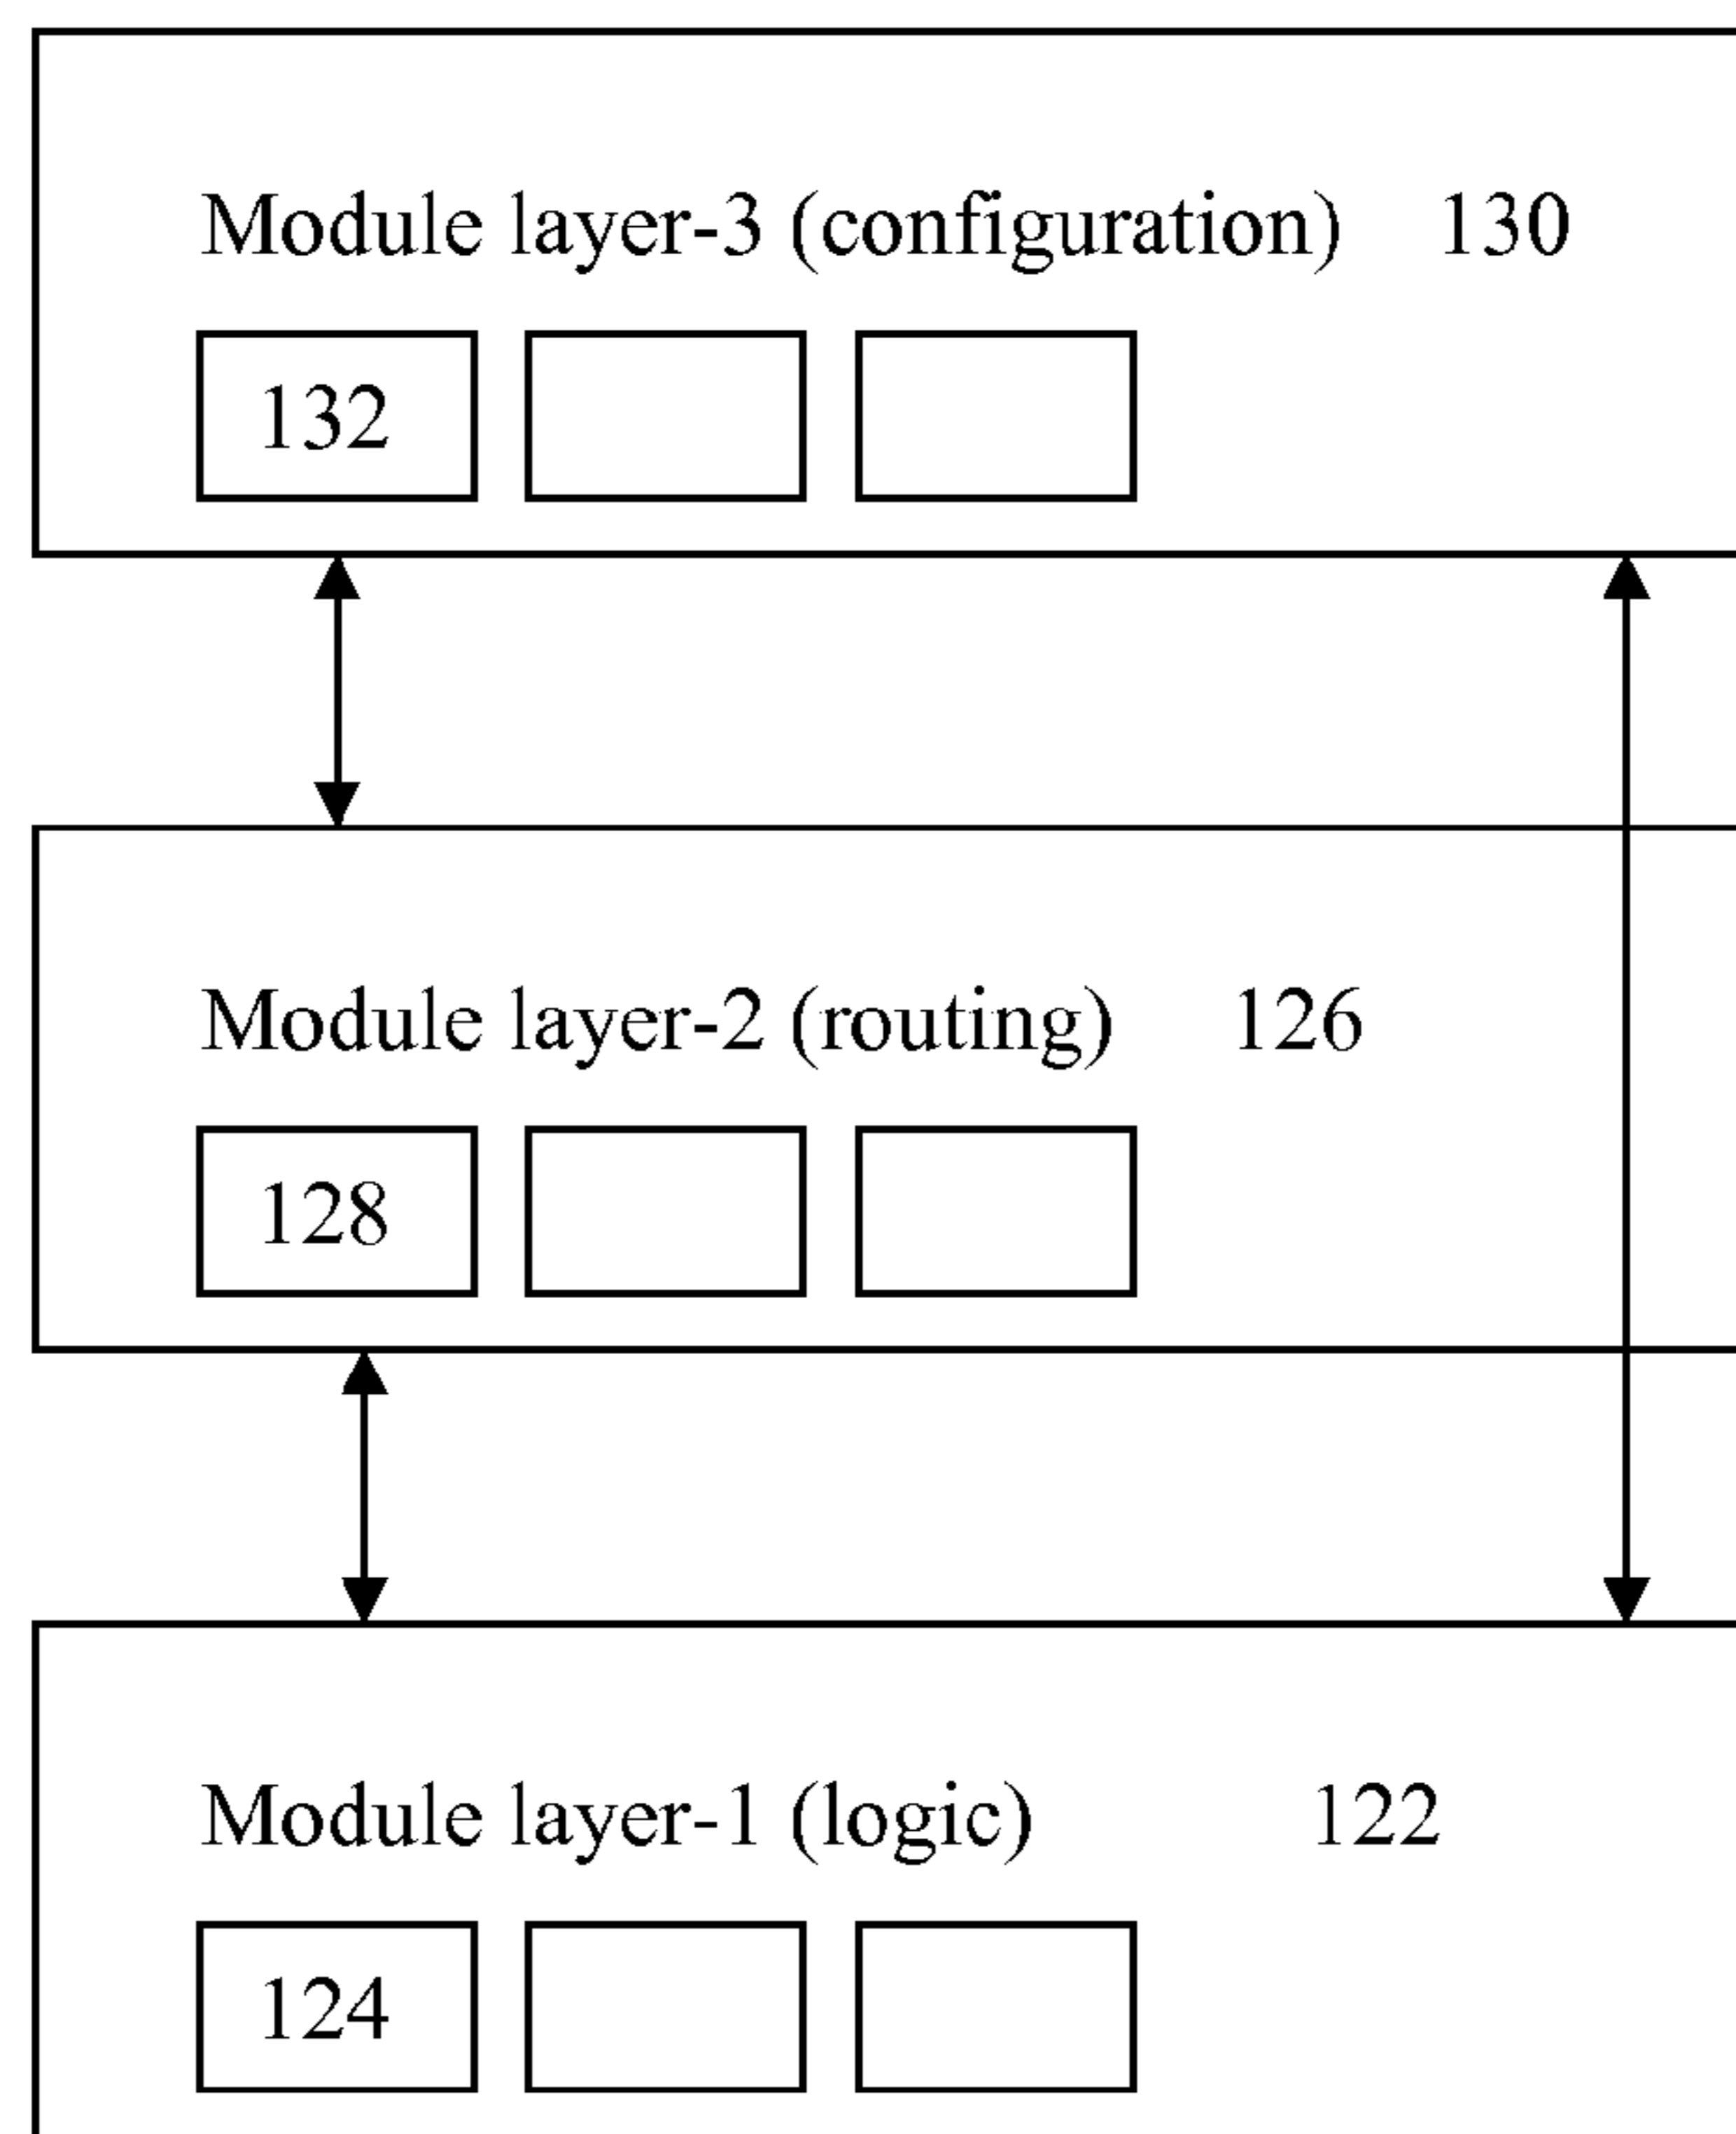 Module layer-3 (configuration) 130
132
Module layer-2 (routing) 126
128
Module layer-1 (logic) 122
124